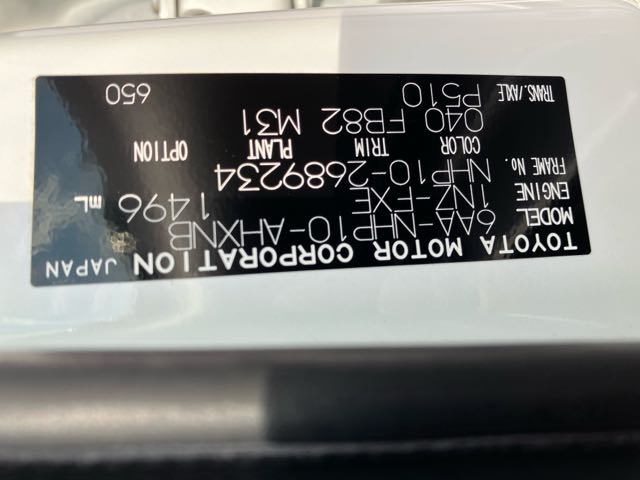 TOYOTA MOTOR CORPORATION JAPAN
MODEL 6AA-NHP10-AHXNB
ENGINE 1NZ-FXE 1496 mL
FRAME No. NHP10-2689234
COLOR TRIM PLANT OPTION
040 FB82 M31
TRANS./AXLE P510 650